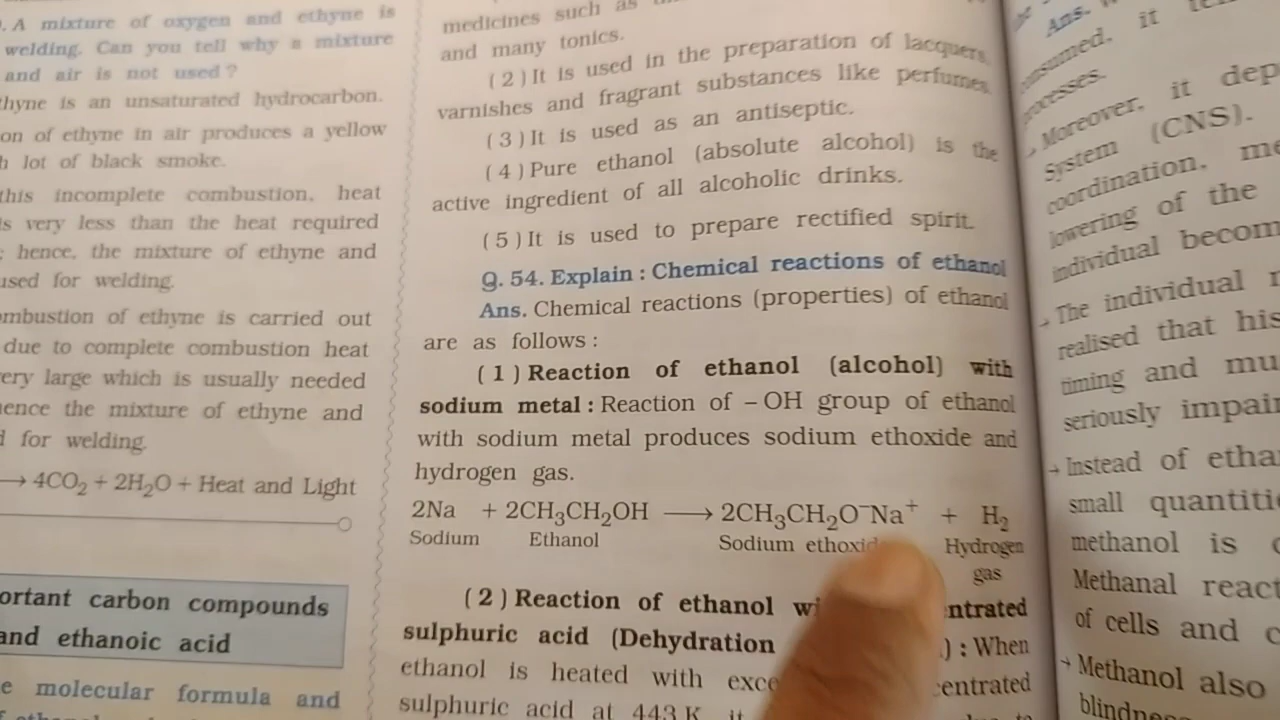 . A mixture of oxygen and ethyne is
welding. Can you tell why a mixture
and air is not used ?
thyne is an unsaturated hydrocarbon.
on of ethyne in air produces a yellow
h lot of black smoke.
this incomplete combustion, heat
is very less than the heat required
; hence, the mixture of ethyne and
used for welding.
ombustion of ethyne is carried out
due to complete combustion heat
very large which is usually needed
hence the mixture of ethyne and
d for welding.
→ 4CO₂ + 2H₂O + Heat and Light
ortant carbon compounds
and ethanoic acid
e molecular formula and
medicines such as
and many tonics.
( 2 ) It is used in the preparation of lacquers,
varnishes and fragrant substances like perfumes.
( 3 ) It is used as an antiseptic.
( 4 ) Pure ethanol (absolute alcohol) is the
active ingredient of all alcoholic drinks.
( 5 ) It is used to prepare rectified spirit.
Q. 54. Explain : Chemical reactions of ethanol
Ans. Chemical reactions (properties) of ethanol
are as follows :
( 1 ) Reaction of ethanol (alcohol) with
sodium metal : Reaction of – OH group of ethanol
with sodium metal produces sodium ethoxide and
hydrogen gas.
2Na + 2CH₃CH₂OH ⟶ 2CH₃CH₂O⁻Na⁺ + H₂
Sodium Ethanol Sodium ethoxid Hydrogen
gas
( 2 ) Reaction of ethanol wi ntrated
sulphuric acid (Dehydration ) : When
ethanol is heated with exce centrated
sulphuric acid at 443 K, it
Ans.
onsumed, it
rocesses.
→ Moreover, it dep
System (CNS).
coordination, me
lowering of the
individual becom
→ The individual
realised that his
timing and mu
seriously impair
→ Instead of etha
small quantiti
methanol is
Methanal react
of cells and
→ Methanol also
blindness